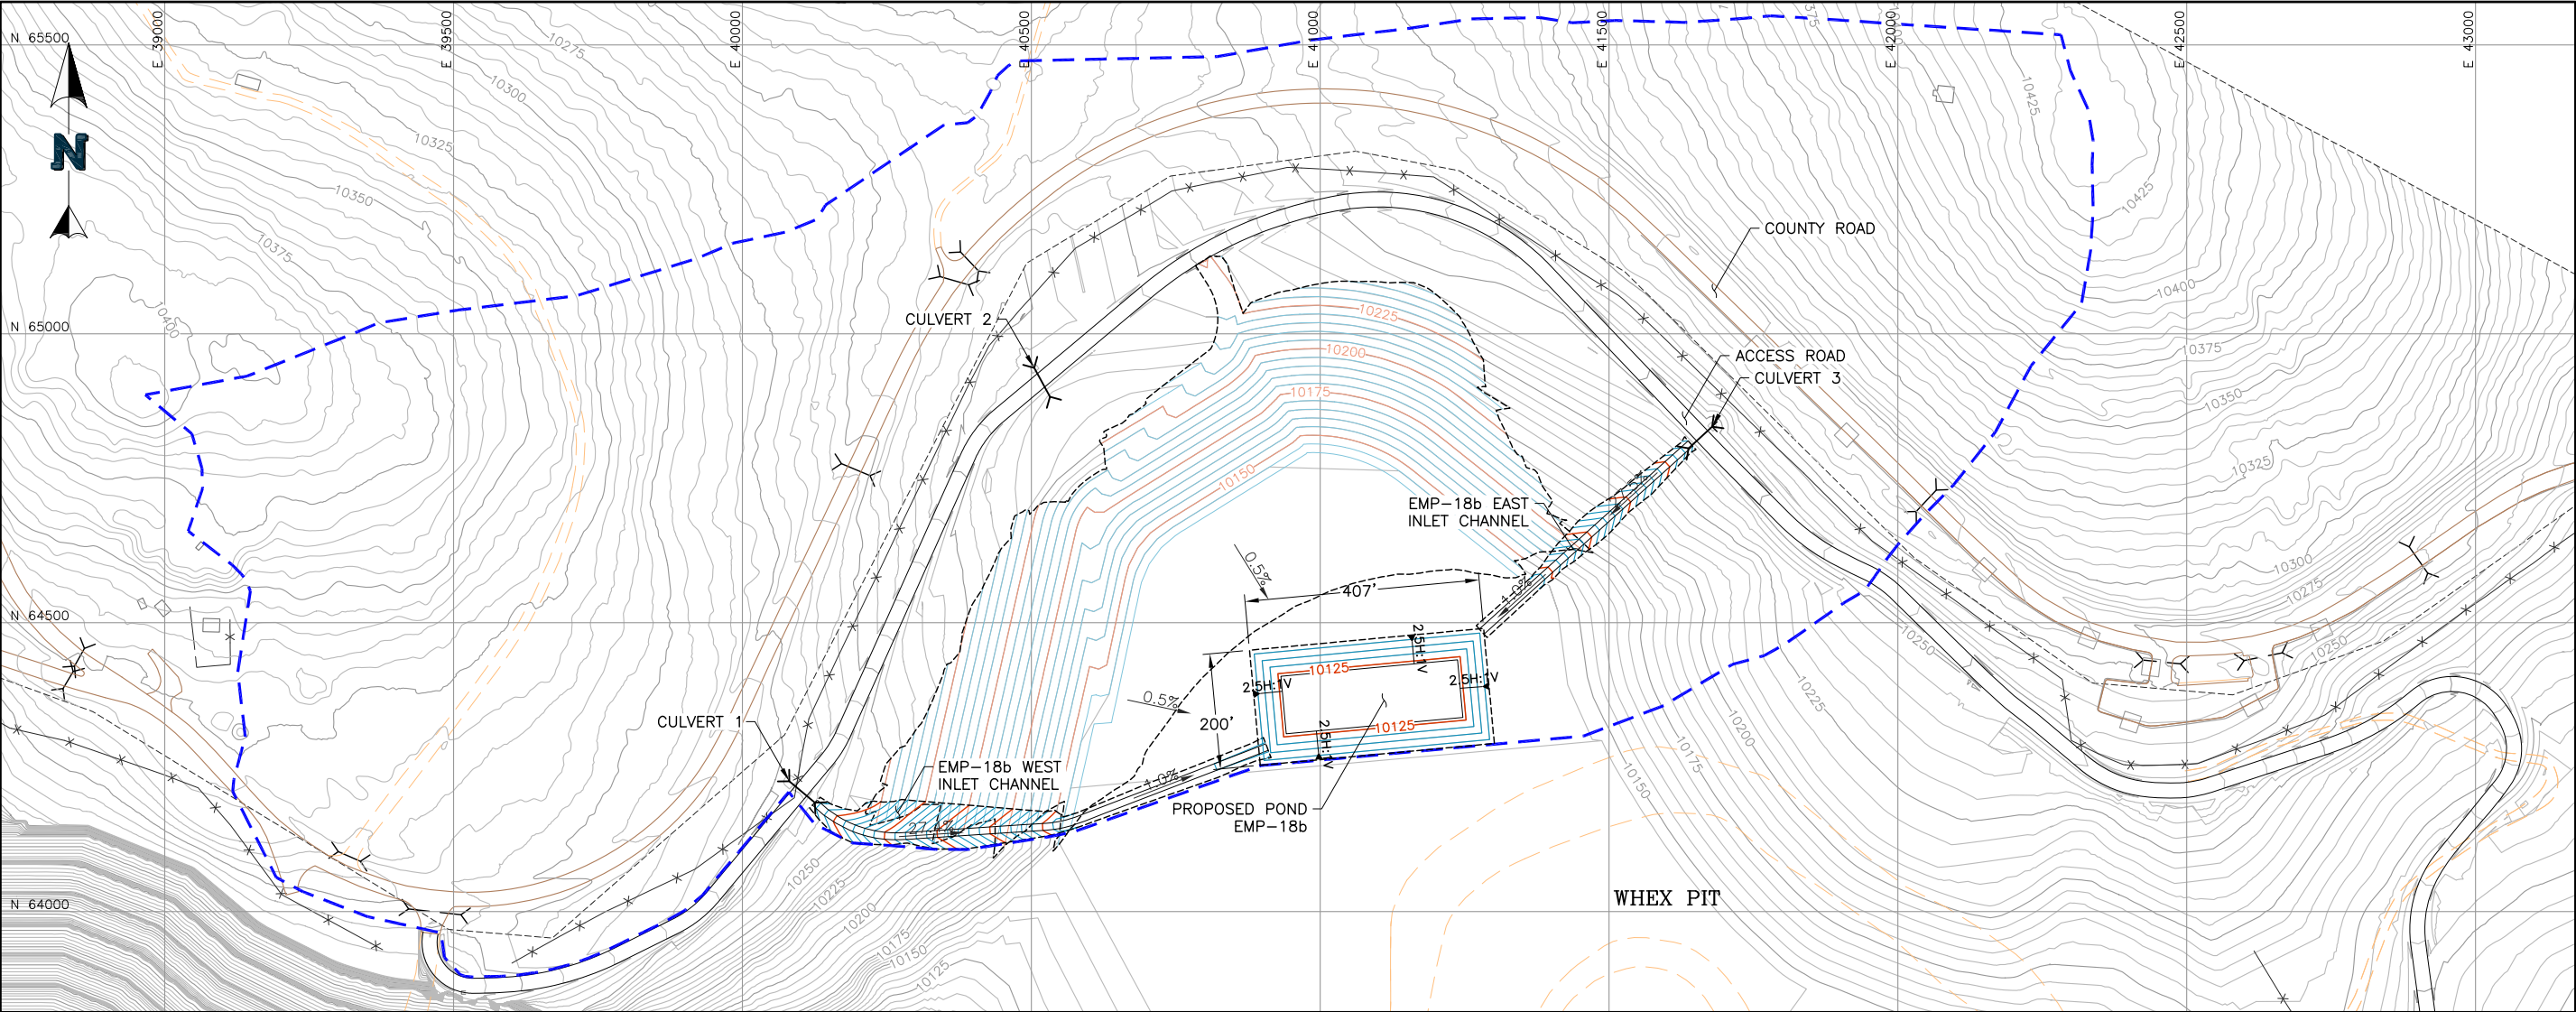 E 39000
E 39500
E 40000
E 40500
E 41000
E 41500
E 42000
E 42500
E 43000
N 65500
N
10275
10300
10325
10350
10375
10400
10375
10425
10425
10400
10375
10350
10325
10300
10275
10250
COUNTY ROAD
N 65000
CULVERT 2
ACCESS ROAD
CULVERT 3
10225
10200
10175
10150
EMP-18b EAST
INLET CHANNEL
N 64500
0.5%
407'
2.5H:1V
10125
2.5H:1V
2.5H:1V
0.5%
200'
10125
2.5H:1V
CULVERT 1
EMP-18b WEST
INLET CHANNEL
1.0%
PROPOSED POND
EMP-18b
10250
10225
10200
10175
10150
10250
10225
10200
10175
10150
10125
WHEX PIT
N 64000